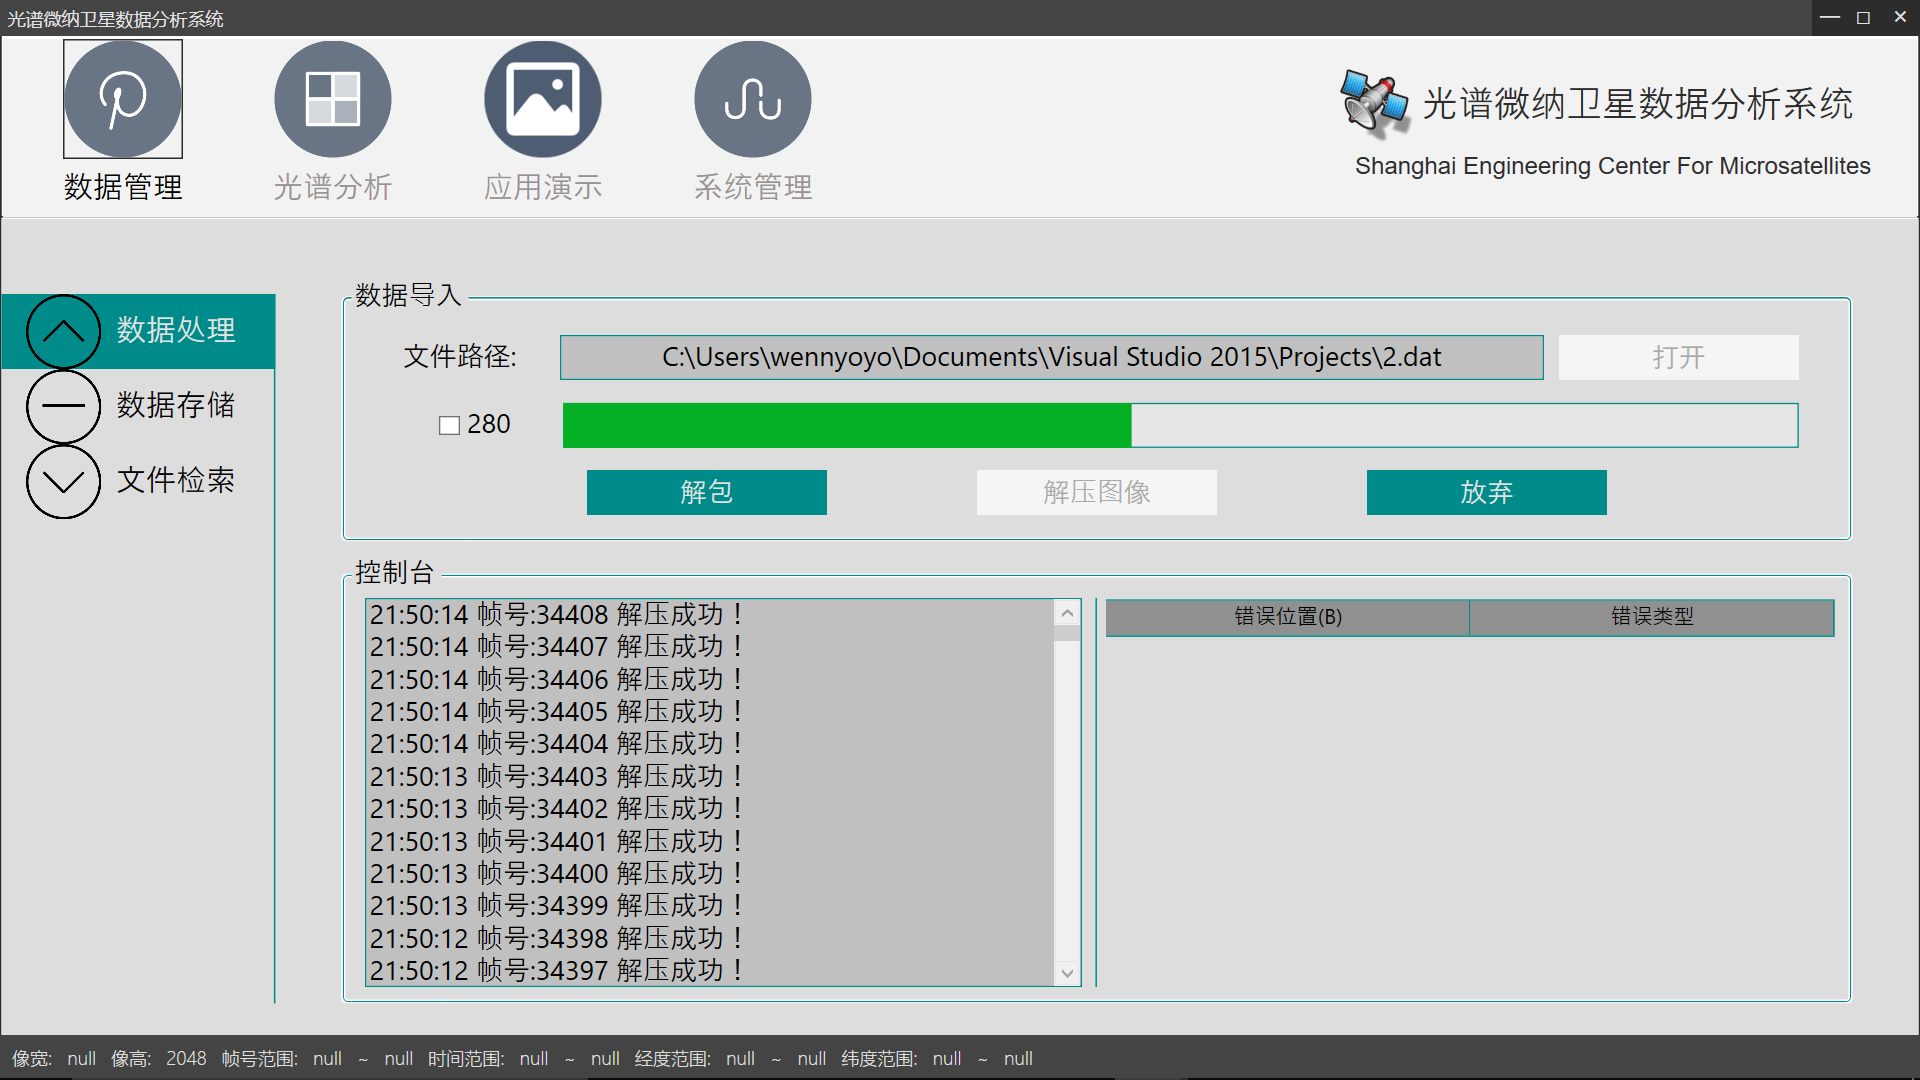 光谱微纳卫星数据分析系统
数据管理
光谱分析
应用演示
系统管理
光谱微纳卫星数据分析系统
Shanghai Engineering Center For Microsatellites
数据处理
数据存储
文件检索
数据导入
文件路径: C:\Users\wennyoyo\Documents\Visual Studio 2015\Projects\2.dat 打开
280
解包 解压图像 放弃
控制台
21:50:14 帧号:34408 解压成功！
21:50:14 帧号:34407 解压成功！
21:50:14 帧号:34406 解压成功！
21:50:14 帧号:34405 解压成功！
21:50:14 帧号:34404 解压成功！
21:50:13 帧号:34403 解压成功！
21:50:13 帧号:34402 解压成功！
21:50:13 帧号:34401 解压成功！
21:50:13 帧号:34400 解压成功！
21:50:13 帧号:34399 解压成功！
21:50:12 帧号:34398 解压成功！
21:50:12 帧号:34397 解压成功！
错误位置(B) 错误类型
像宽: null 像高: 2048 帧号范围: null ~ null 时间范围: null ~ null 经度范围: null ~ null 纬度范围: null ~ null